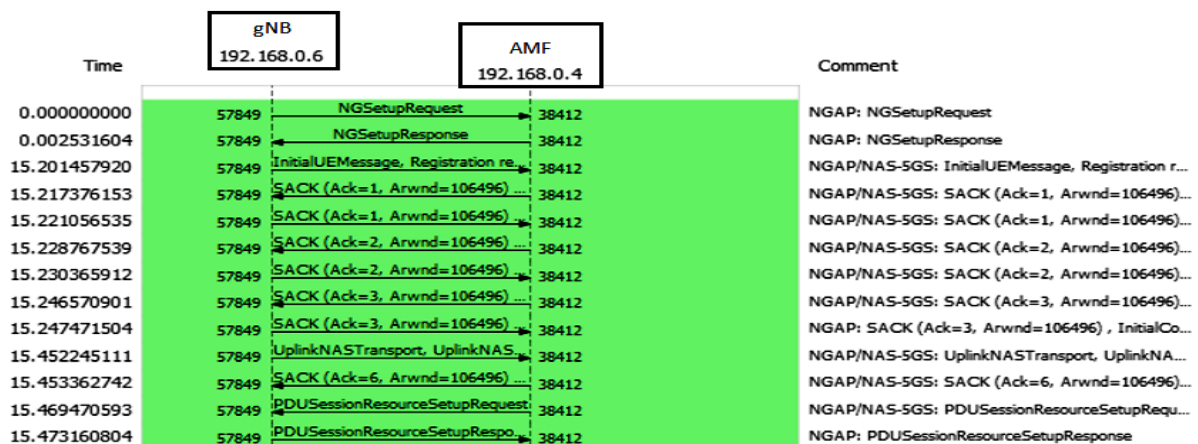 gNB
192.168.0.6
AMF
192.168.0.4
Time
Comment
0.000000000 57849 NGSetupRequest 38412 NGAP: NGSetupRequest
0.002531604 57849 NGSetupResponse 38412 NGAP: NGSetupResponse
15.201457920 57849 InitialUEMessage, Registration re... 38412 NGAP/NAS-5GS: InitialUEMessage, Registration r...
15.217376153 57849 SACK (Ack=1, Arwnd=106496) ... 38412 NGAP/NAS-5GS: SACK (Ack=1, Arwnd=106496)...
15.221056535 57849 SACK (Ack=1, Arwnd=106496) ... 38412 NGAP/NAS-5GS: SACK (Ack=1, Arwnd=106496)...
15.228767539 57849 SACK (Ack=2, Arwnd=106496) ... 38412 NGAP/NAS-5GS: SACK (Ack=2, Arwnd=106496)...
15.230365912 57849 SACK (Ack=2, Arwnd=106496) ... 38412 NGAP/NAS-5GS: SACK (Ack=2, Arwnd=106496)...
15.246570901 57849 SACK (Ack=3, Arwnd=106496) ... 38412 NGAP/NAS-5GS: SACK (Ack=3, Arwnd=106496)...
15.247471504 57849 SACK (Ack=3, Arwnd=106496) ... 38412 NGAP: SACK (Ack=3, Arwnd=106496) , InitialCo...
15.452245111 57849 UplinkNASTransport, UplinkNAS... 38412 NGAP/NAS-5GS: UplinkNASTransport, UplinkNA...
15.453362742 57849 SACK (Ack=6, Arwnd=106496) ... 38412 NGAP/NAS-5GS: SACK (Ack=6, Arwnd=106496)...
15.469470593 57849 PDUSessionResourceSetupRequest 38412 NGAP/NAS-5GS: PDUSessionResourceSetupRequ...
15.473160804 57849 PDUSessionResourceSetupRespo... 38412 NGAP: PDUSessionResourceSetupResponse